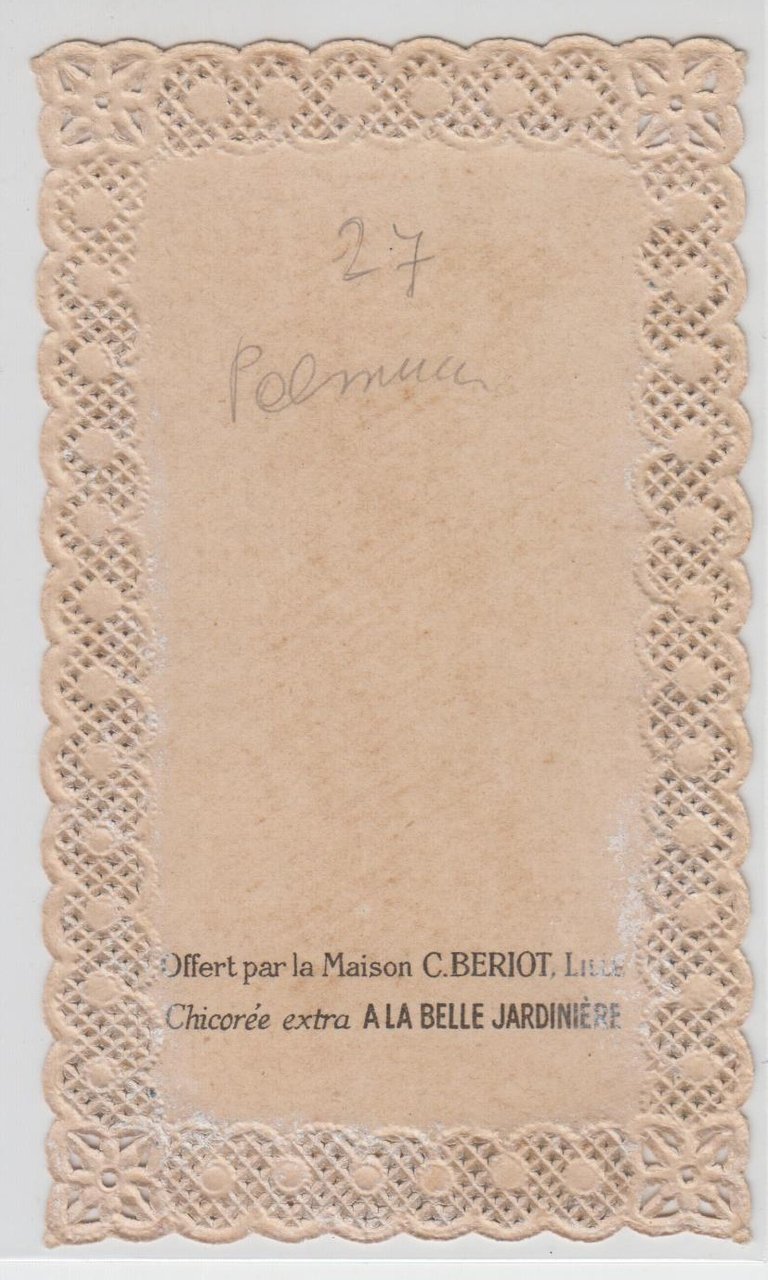 27
Offert par la Maison C.BERIOT, LILLE
Chicorée extra A LA BELLE JARDINIÈRE